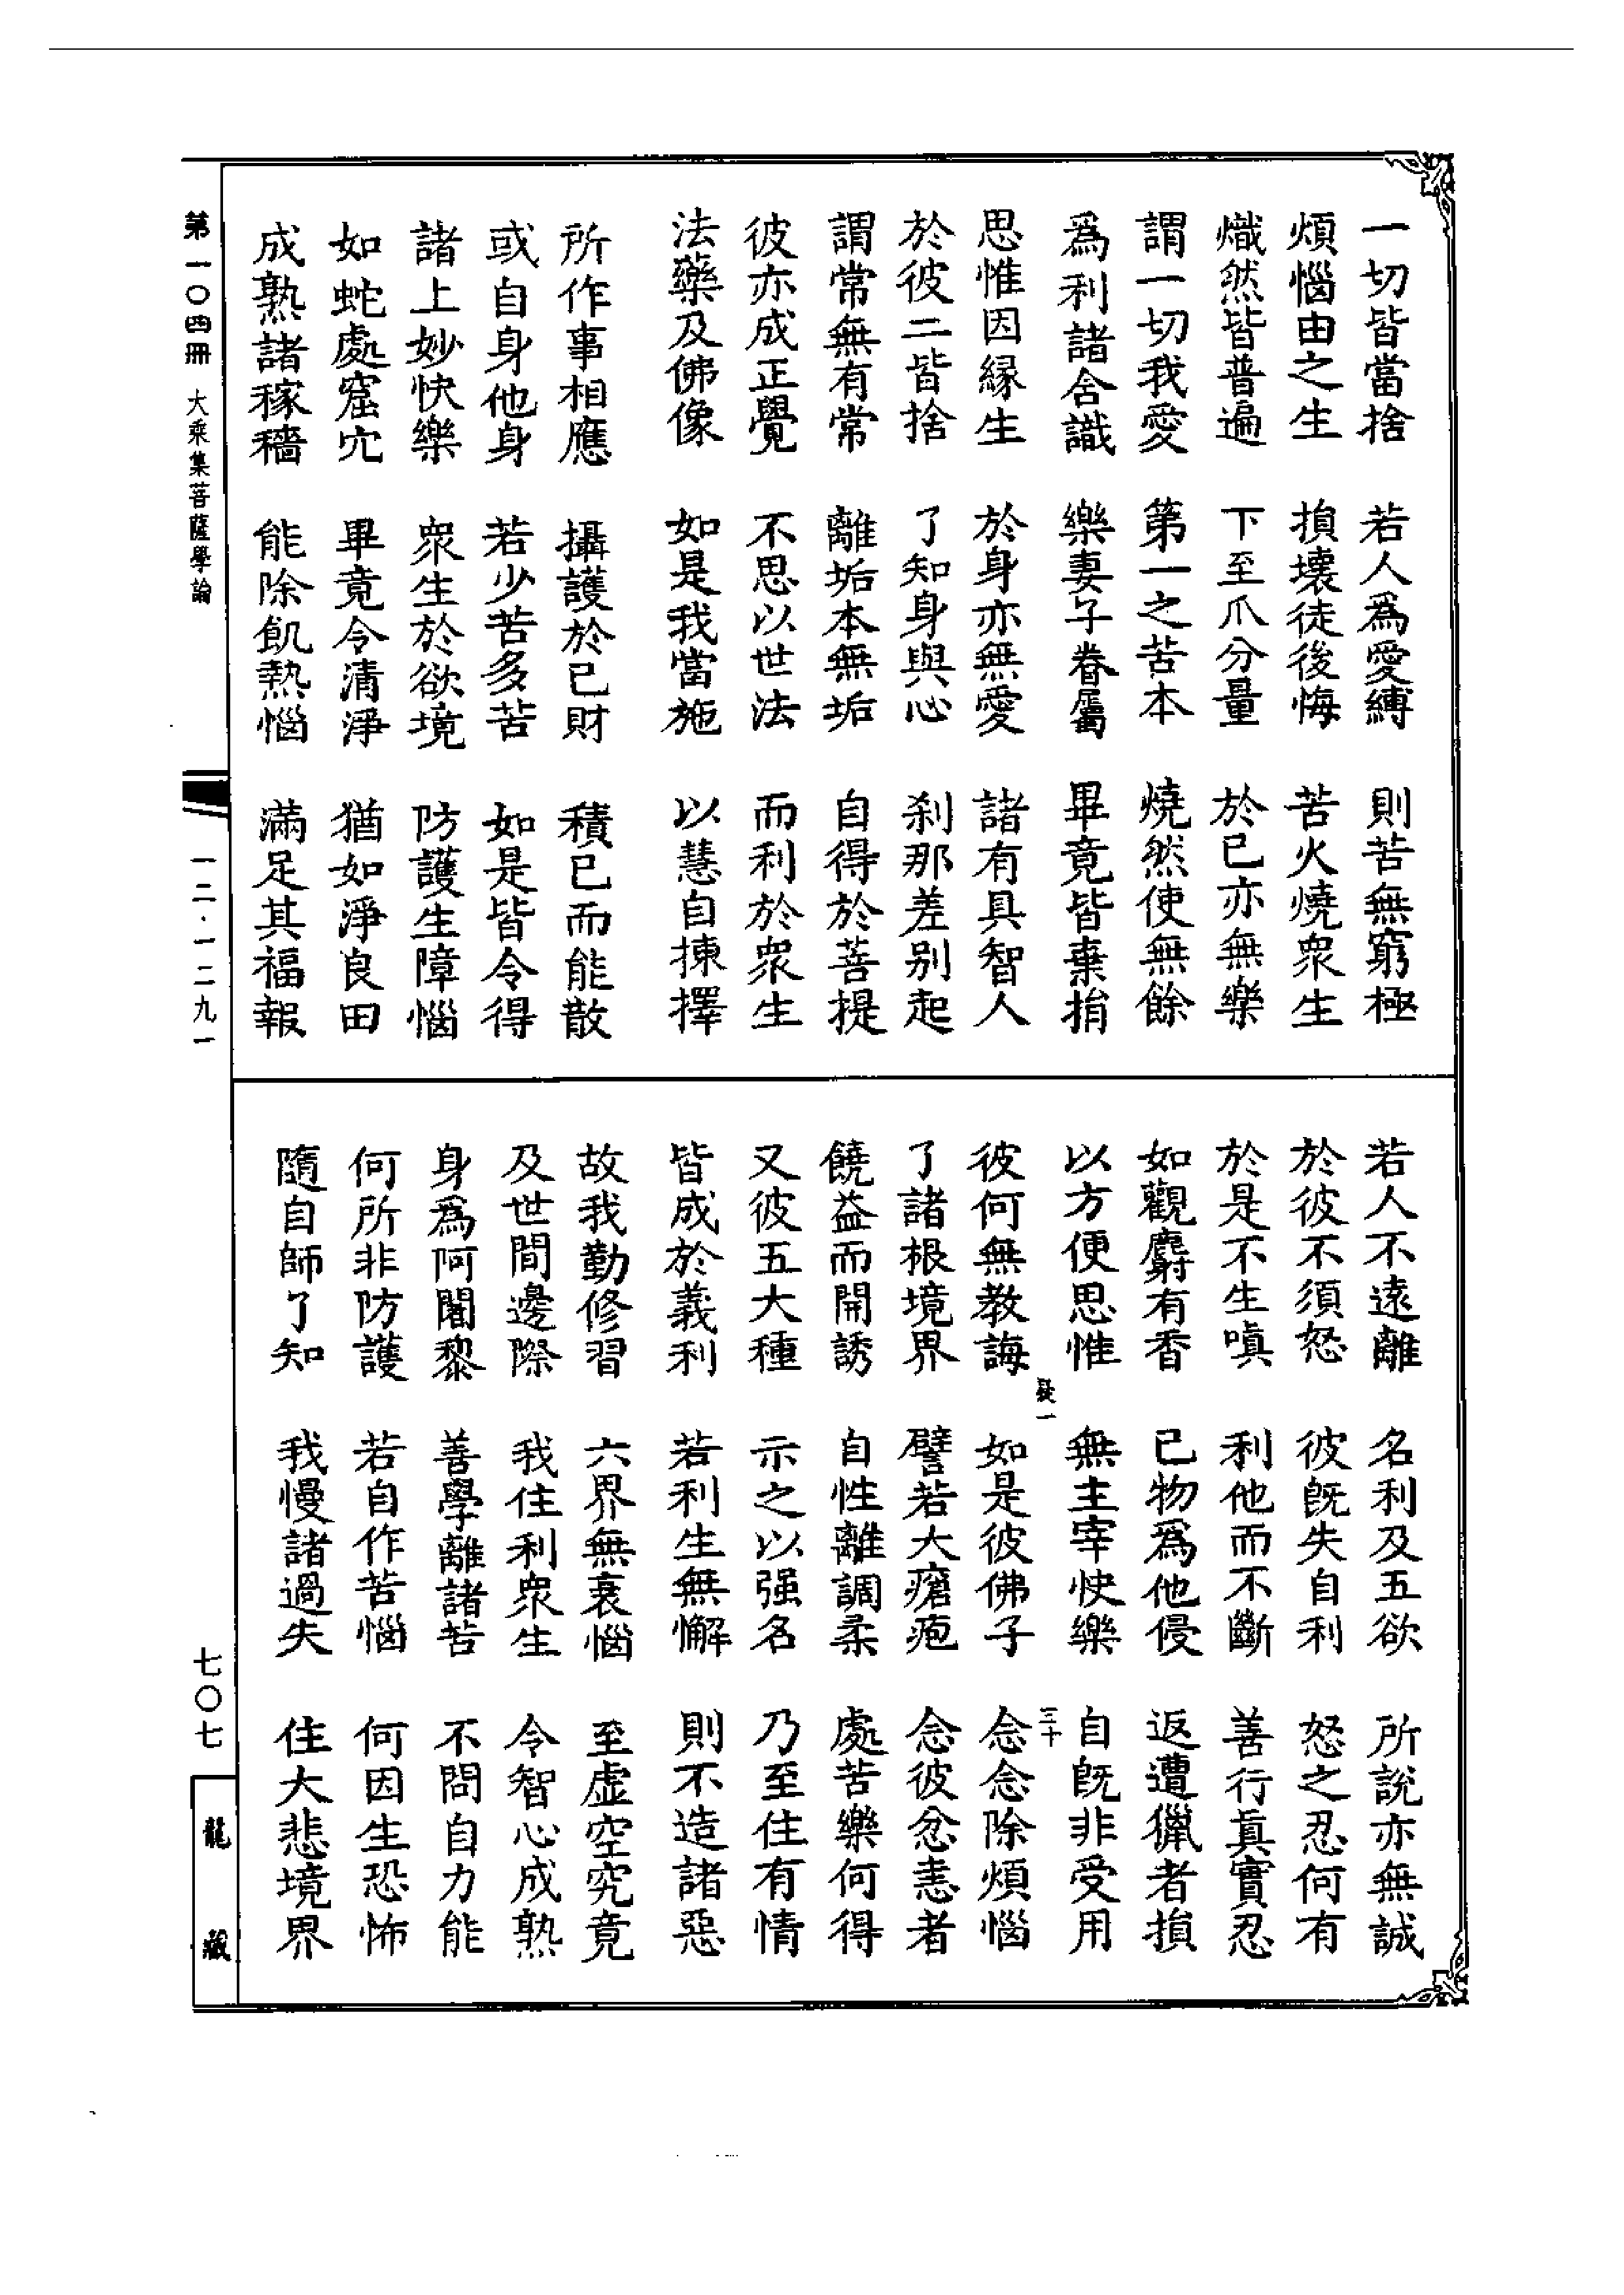 一切皆當捨　若人爲愛縛　則苦無窮極
煩惱由之生　損壞徒後悔　苦火燒衆生
熾然皆普遍　下至爪分量　於已亦無樂
謂一切我愛　第一之苦本　燒然使無餘
爲利諸含識　樂妻子眷屬　畢竟皆棄捐
思惟因緣生　於身亦無愛　諸有具智人
於彼二皆捨　了知身與心　刹那差別起
謂常無有常　離垢本無垢　自得於菩提
彼亦成正覺　不思以世法　而利於衆生
法藥及佛像　如是我當施　以慧自揀擇
所作事相應　攝護於已財　積已而能散
或自身他身　若少苦多苦　如是皆令得
諸上妙快樂　衆生於欲境　防護生障惱
如蛇處窟穴　畢竟令清淨　猶如淨良田
成熟諸稼穡　能除飢熱惱　滿足其福報
若人不遠離　名利及五欲　所說亦無誠
於彼不須怒　彼旣失自利　怒之忍何有
於是不生嗔　利他而不斷　善行眞實忍
如觀麝有香　已物爲他侵　返遭獵者損
以方便思惟　無主宰快樂　自旣非受用
疑一　三十
彼何無教誨　如是彼佛子　念念除煩惱
了諸根境界　譬若大瘡疱　念彼忿恚者
饒益而開誘　自性離調柔　處苦樂何得
又彼五大種　示之以强名　乃至住有情
皆成於義利　若利生無懈　則不造諸惡
故我勤修習　六界無衰惱　至虛空究竟
及世間邊際　我住利衆生　令智心成熟
身爲阿闍黎　善學離諸苦　不問自力能
何所非防護　若自作苦惱　何因生恐怖
隨自師了知　我慢諸過失　住大悲境界
第一〇四冊　大乘集菩薩學論
一二·一二九一
七〇七
龍藏